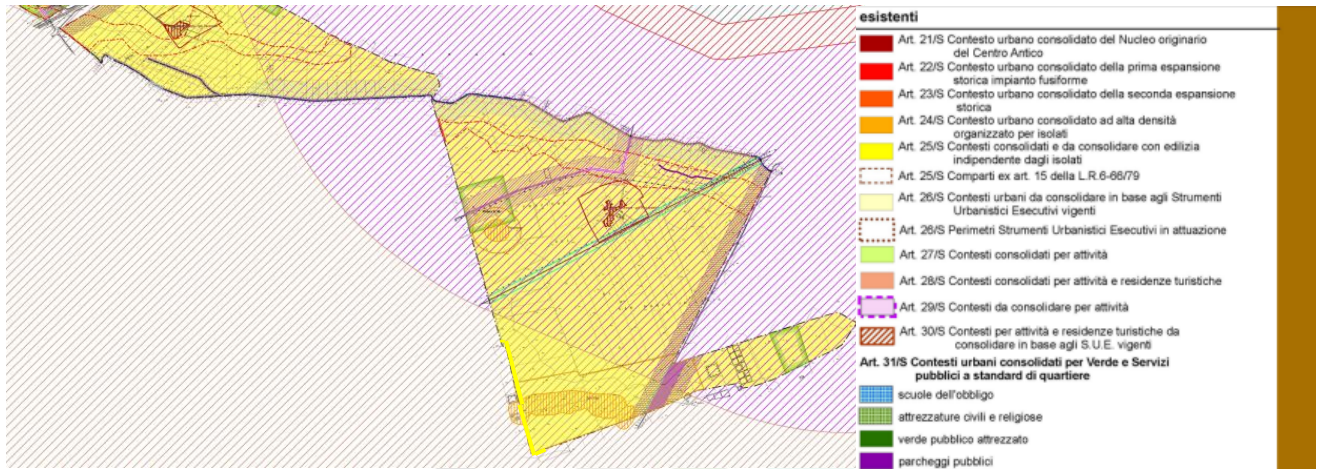 esistenti
Art. 21/S Contesto urbano consolidato del Nucleo originario
del Centro Antico
Art. 22/S Contesto urbano consolidato della prima espansione
storica impianto fusiforme
Art. 23/S Contesto urbano consolidato della seconda espansione
storica
Art. 24/S Contesto urbano consolidato ad alta densità
organizzato per isolati
Art. 25/S Contesti consolidati e da consolidare con edilizia
indipendente dagli isolati
Art. 25/S Comparti ex art. 15 della L.R.6-66/79
Art. 26/S Contesti urbani da consolidare in base agli Strumenti
Urbanistici Esecutivi vigenti
Art. 26/S Perimetri Strumenti Urbanistici Esecutivi in attuazione
Art. 27/S Contesti consolidati per attività
Art. 28/S Contesti consolidati per attività e residenze turistiche
Art. 29/S Contesti da consolidare per attività
Art. 30/S Contesti per attività e residenze turistiche da
consolidare in base agli S.U.E. vigenti
Art. 31/S Contesti urbani consolidati per Verde e Servizi
pubblici a standard di quartiere
scuole dell'obbligo
attrezzature civili e religiose
verde pubblico attrezzato
parcheggi pubblici